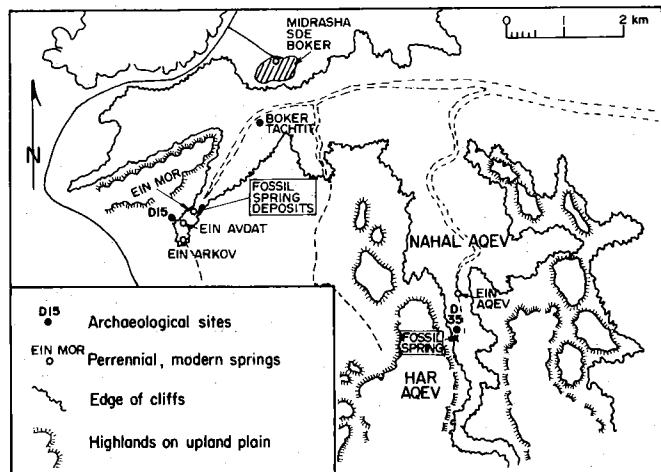 MIDRASHA
SDE
BOKER
0 1 2 km
N
BOKER
TACHTIT
EIN MOR
D15
FOSSIL
SPRING
DEPOSITS
EIN AVDAT
EIN ARKOV
NAHAL AQEV
EIN
AQEV
D
35
FOSSIL
SPRING
HAR
AQEV
D15
Archaeological sites
EIN MOR
Perrennial, modern springs
Edge of cliffs
Highlands on upland plain